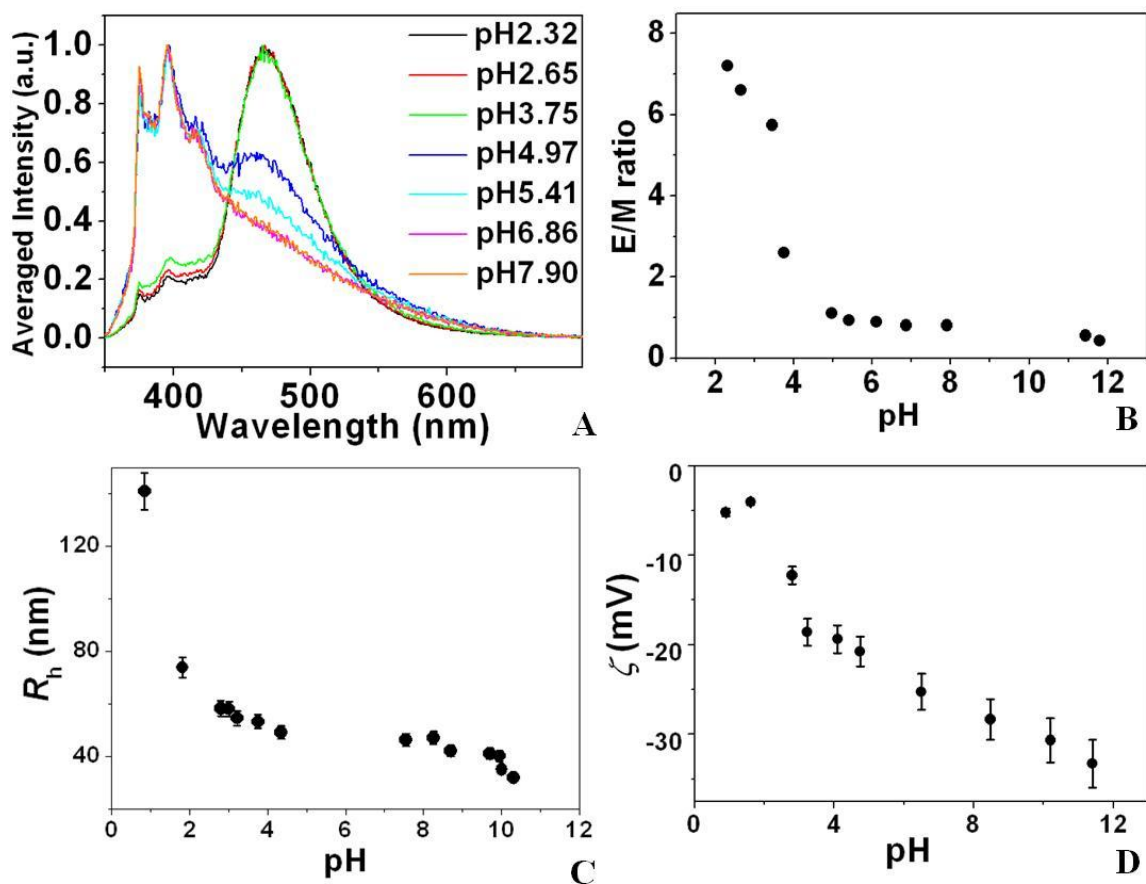 1.0
0.8
0.6
0.4
0.2
0.0
Averaged Intensity (a.u.)
400 500 600
Wavelength (nm)
pH2.32
pH2.65
pH3.75
pH4.97
pH5.41
pH6.86
pH7.90
A
8
6
4
2
0
E/M ratio
2 4 6 8 10 12
pH
B
120
80
40
Rh (nm)
0 2 4 6 8 10 12
pH
C
0
-10
-20
-30
ζ (mV)
0 4 8 12
pH
D